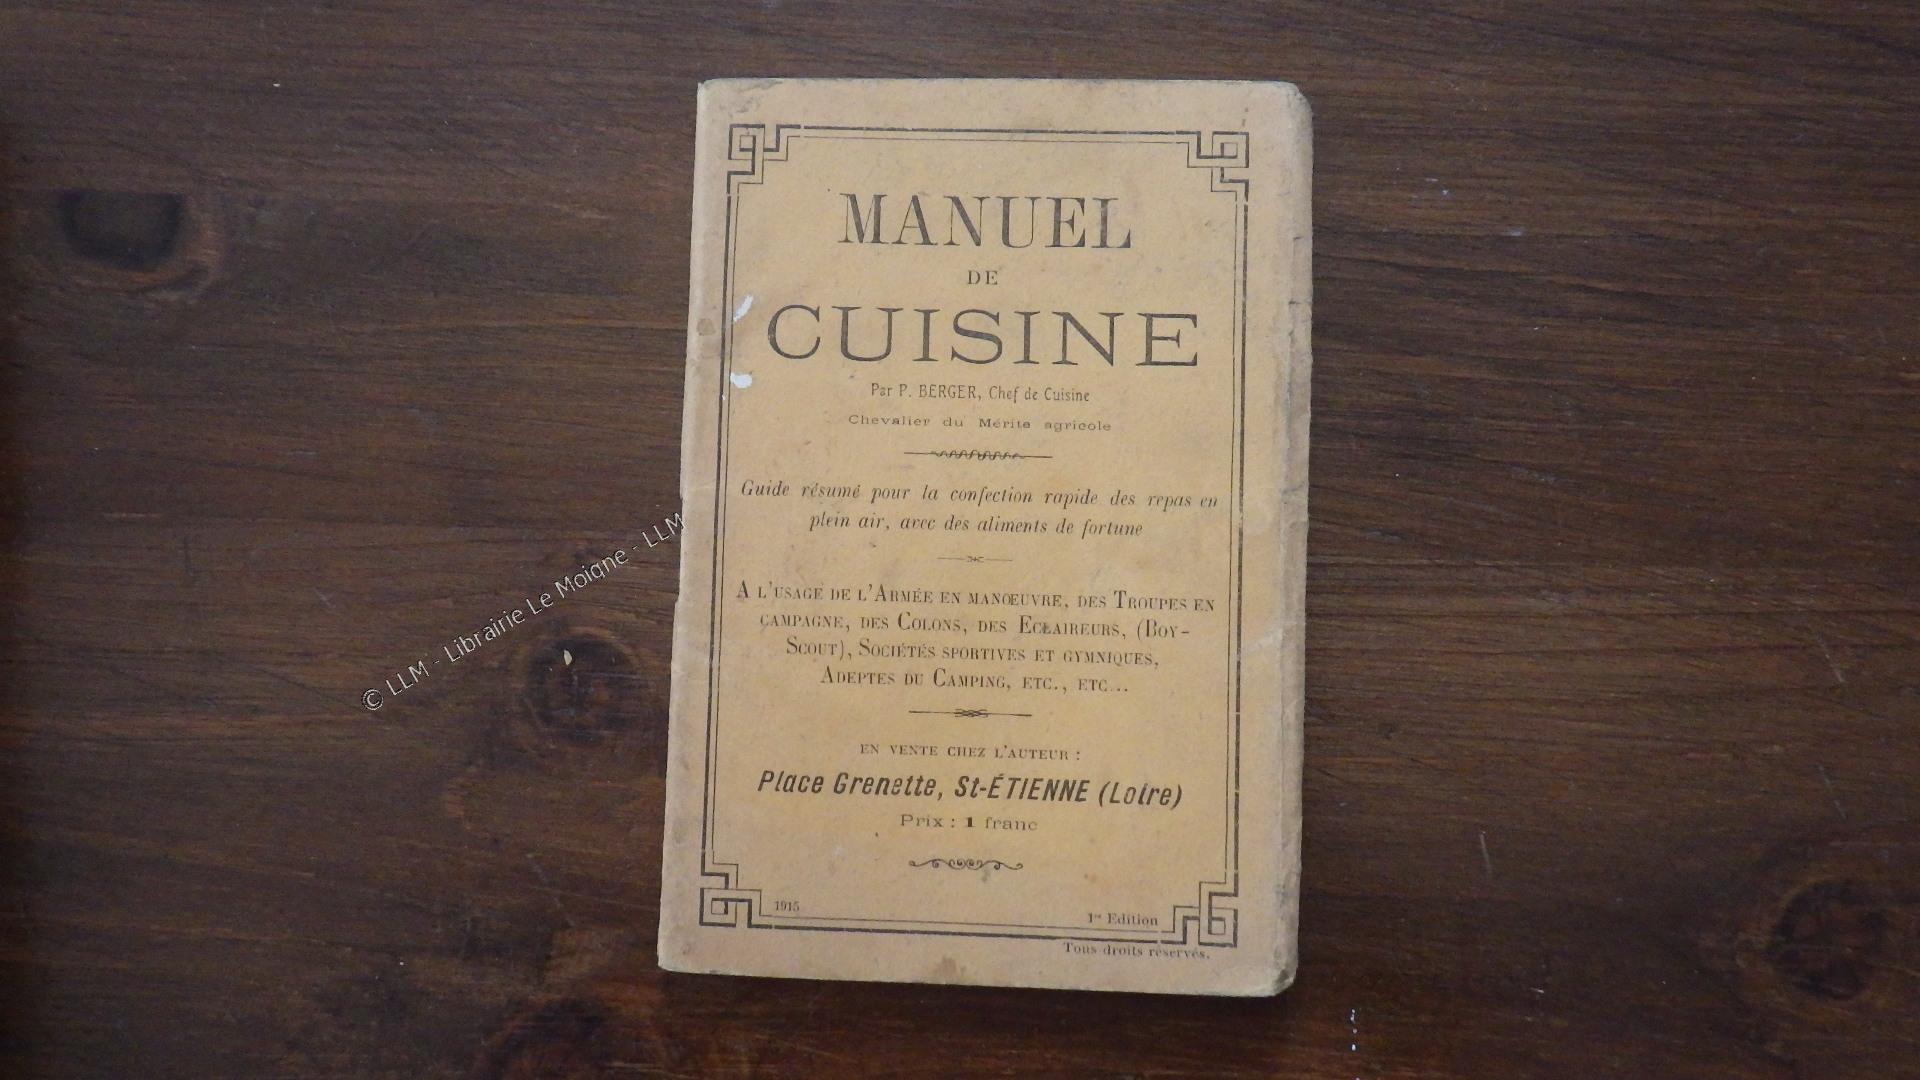 MANUEL
DE
CUISINE
Par P. BERGER, Chef de Cuisine
Chevalier du Mérite agricole
Guide résumé pour la confection rapide des repas en
plein air, avec des aliments de fortune
A L'USAGE DE L'ARMÉE EN MANŒUVRE, DES TROUPES EN
CAMPAGNE, DES COLONS, DES ECLAIREURS, (BOY-
SCOUT), SOCIÉTÉS SPORTIVES ET GYMNIQUES,
ADEPTES DU CAMPING, ETC., ETC...
EN VENTE CHEZ L'AUTEUR :
Place Grenette, St-ÉTIENNE (Loire)
Prix : 1 franc
1915
1re Edition
Tous droits réservés.
© LLM - Librairie Le Moigne - LLM